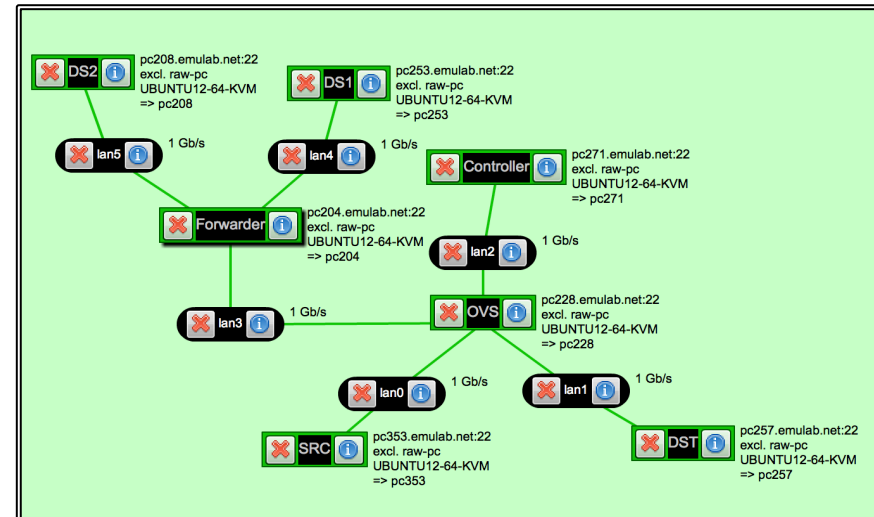 DS2
pc208.emulab.net:22
excl. raw-pc
UBUNTU12-64-KVM
=> pc208
DS1
pc253.emulab.net:22
excl. raw-pc
UBUNTU12-64-KVM
=> pc253
lan5
1 Gb/s
lan4
1 Gb/s
Controller
pc271.emulab.net:22
excl. raw-pc
UBUNTU12-64-KVM
=> pc271
Forwarder
pc204.emulab.net:22
excl. raw-pc
UBUNTU12-64-KVM
=> pc204
lan2
1 Gb/s
lan3
1 Gb/s
OVS
pc228.emulab.net:22
excl. raw-pc
UBUNTU12-64-KVM
=> pc228
lan0
1 Gb/s
lan1
1 Gb/s
SRC
pc353.emulab.net:22
excl. raw-pc
UBUNTU12-64-KVM
=> pc353
DST
pc257.emulab.net:22
excl. raw-pc
UBUNTU12-64-KVM
=> pc257